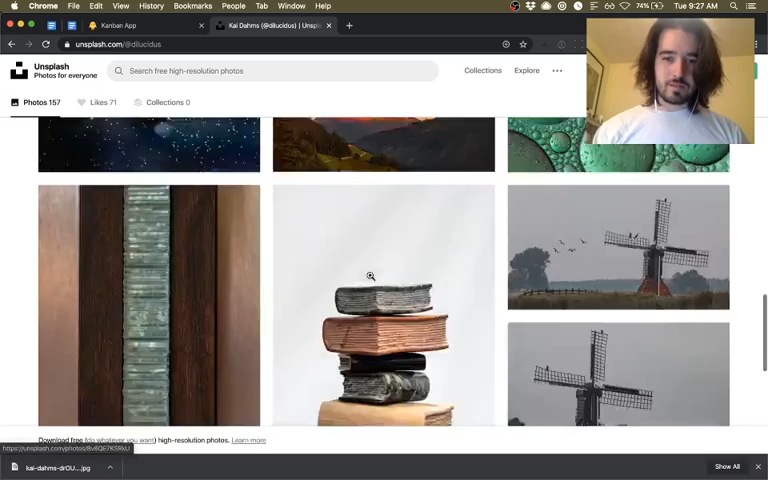 Chrome File Edit View History Bookmarks People Tab Window Help
74% Tue 9:27 AM
Kanban App
Kai Dahms (@dilucidus) | Unspl
unsplash.com/@dilucidus
Unsplash
Photos for everyone
Search free high-resolution photos
Collections Explore
Photos 157 Likes 71 Collections 0
Download free (do whatever you want) high-resolution photos. Learn more
kai-dahms-drOU....jpg
Show All